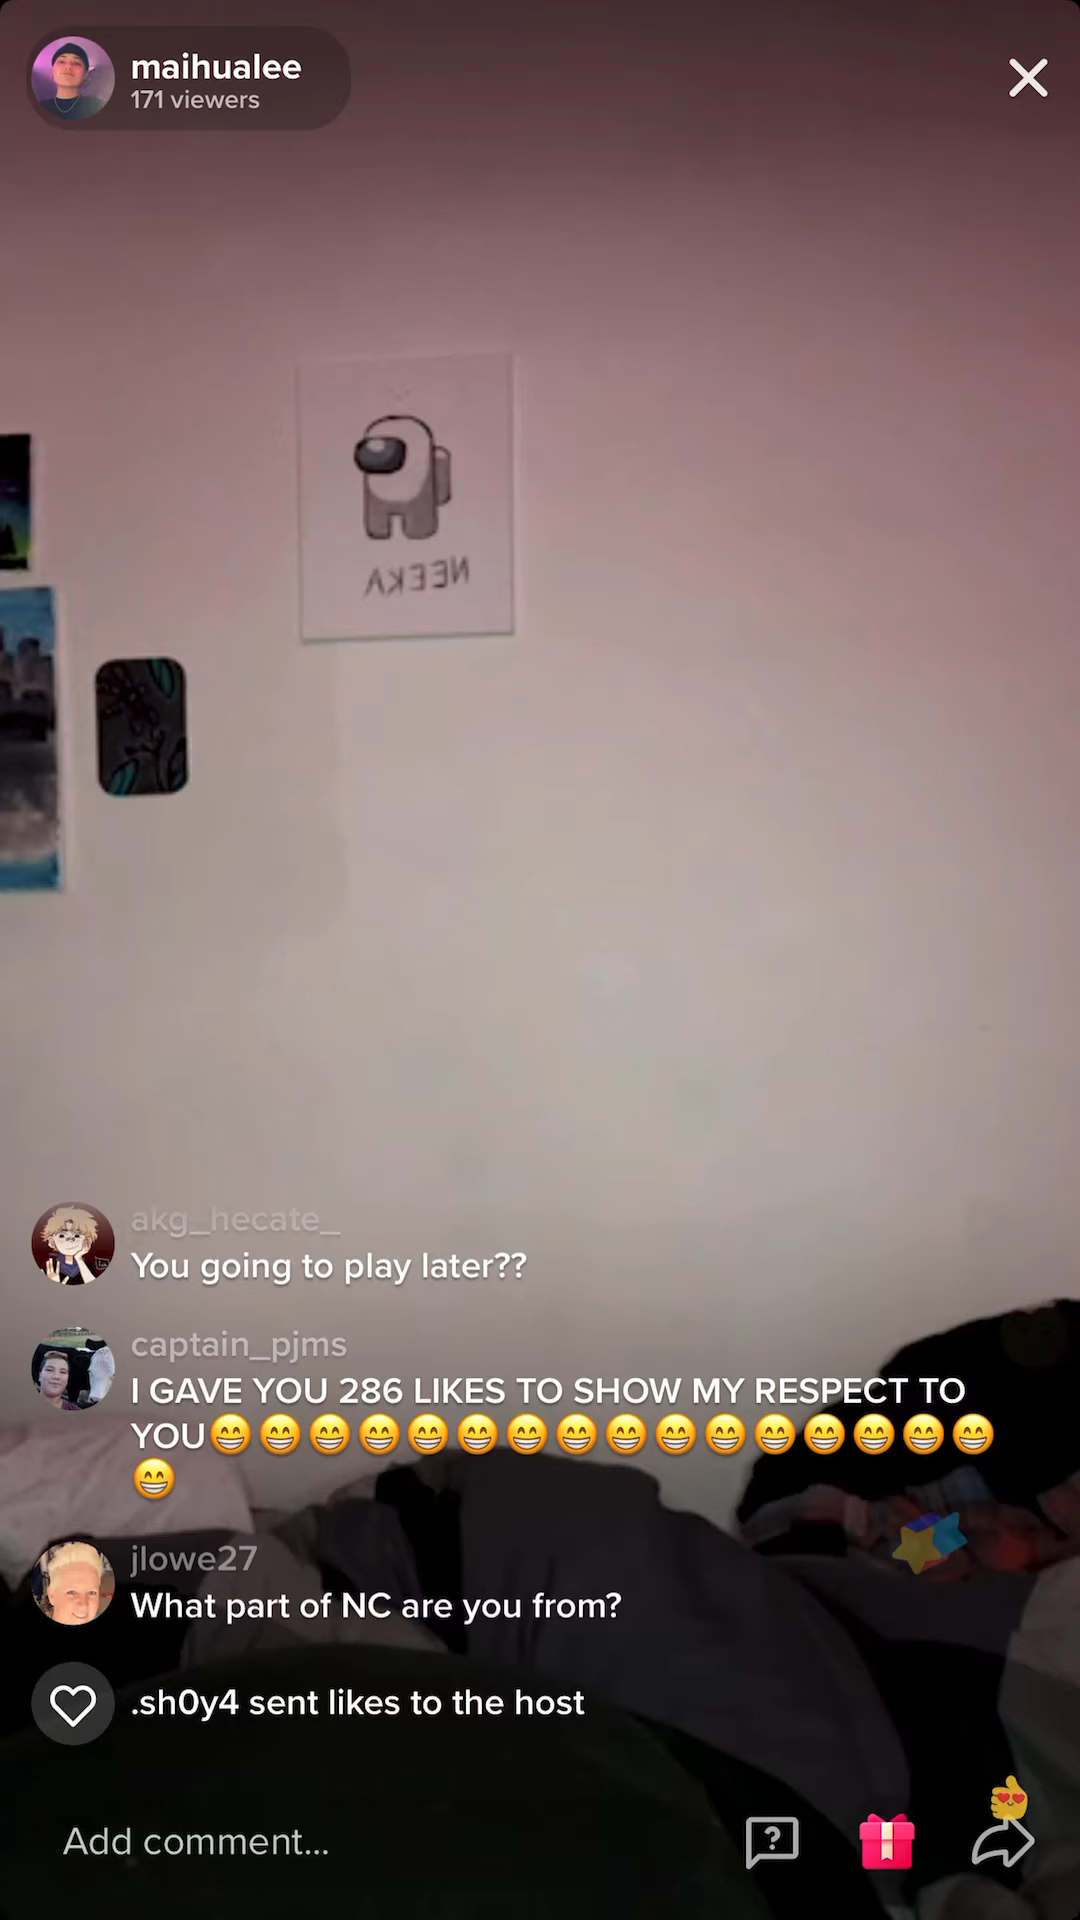 maihualee
171 viewers
NEEKA
akg_hecate_
You going to play later??
captain_pjms
I GAVE YOU 286 LIKES TO SHOW MY RESPECT TO
YOU😁😁😁😁😁😁😁😁😁😁😁😁😁😁😁😁
😁
jlowe27
What part of NC are you from?
.sh0y4 sent likes to the host
Add comment...